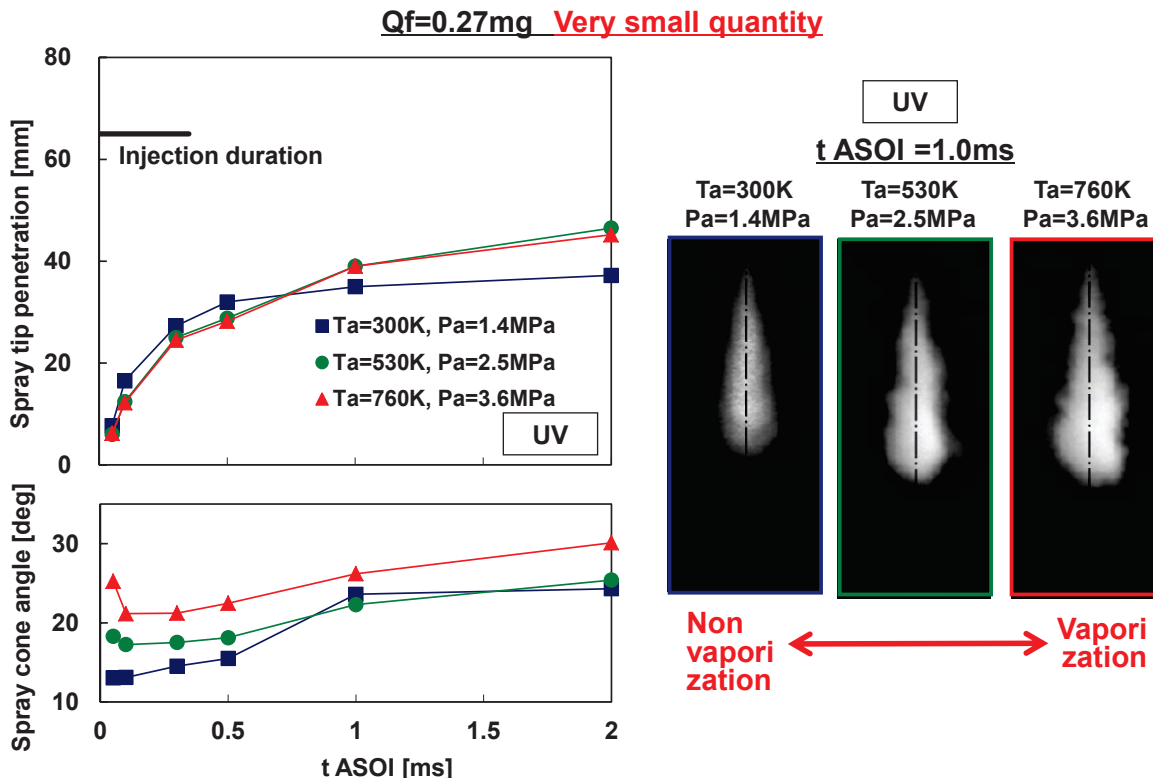 Qf=0.27mg Very small quantity
80
60
40
20
0
Spray tip penetration [mm]
Injection duration
Ta=300K, Pa=1.4MPa
Ta=530K, Pa=2.5MPa
Ta=760K, Pa=3.6MPa
UV
30
20
10
Spray cone angle [deg]
0
0.5
1
1.5
2
t ASOI [ms]
UV
t ASOI =1.0ms
Ta=300K
Pa=1.4MPa
Ta=530K
Pa=2.5MPa
Ta=760K
Pa=3.6MPa
Non
vapori
zation
Vapori
zation